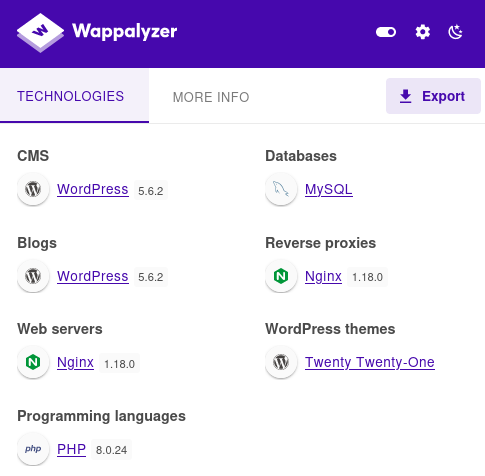 Wappalyzer
TECHNOLOGIES
MORE INFO
Export
CMS
WordPress 5.6.2
Databases
MySQL
Blogs
WordPress 5.6.2
Reverse proxies
Nginx 1.18.0
Web servers
Nginx 1.18.0
WordPress themes
Twenty Twenty-One
Programming languages
php PHP 8.0.24